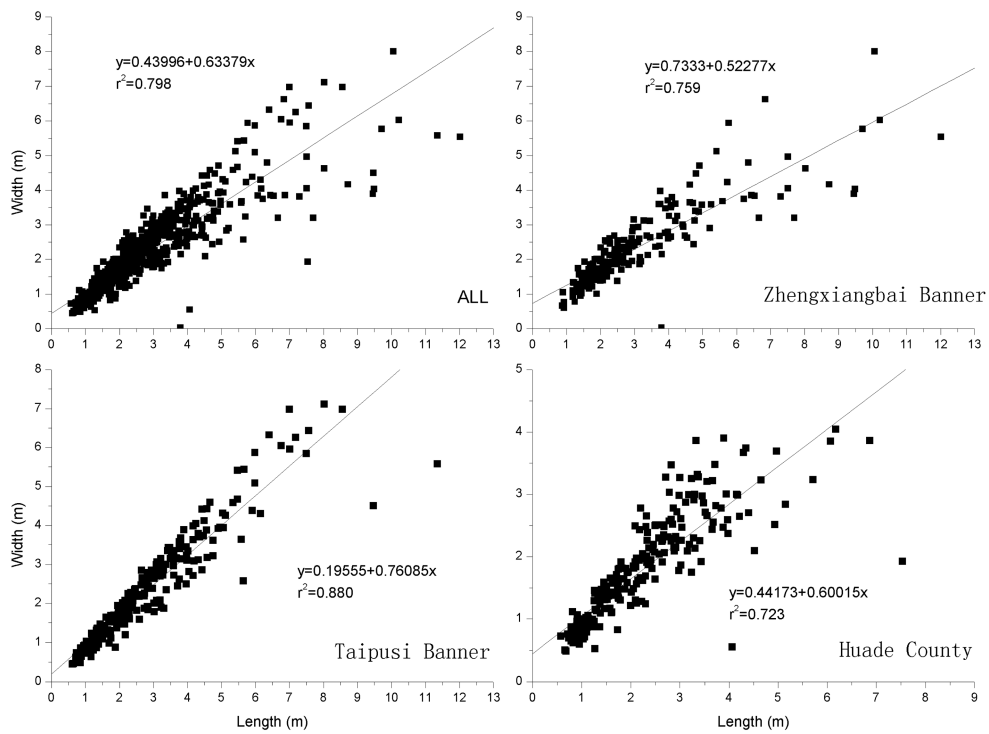 9
8
7
6
5
4
3
2
1
0
Width (m)
y=0.43996+0.63379x
r²=0.798
ALL
0 1 2 3 4 5 6 7 8 9 10 11 12 13
9
8
7
6
5
4
3
2
1
0
y=0.7333+0.52277x
r²=0.759
Zhengxiangbai Banner
0 1 2 3 4 5 6 7 8 9 10 11 12 13
8
7
6
5
4
3
2
1
0
Width (m)
y=0.19555+0.76085x
r²=0.880
Taipusi Banner
0 1 2 3 4 5 6 7 8 9 10 11 12 13
Length (m)
5
4
3
2
1
0
y=0.44173+0.60015x
r²=0.723
Huade County
0 1 2 3 4 5 6 7 8 9
Length (m)